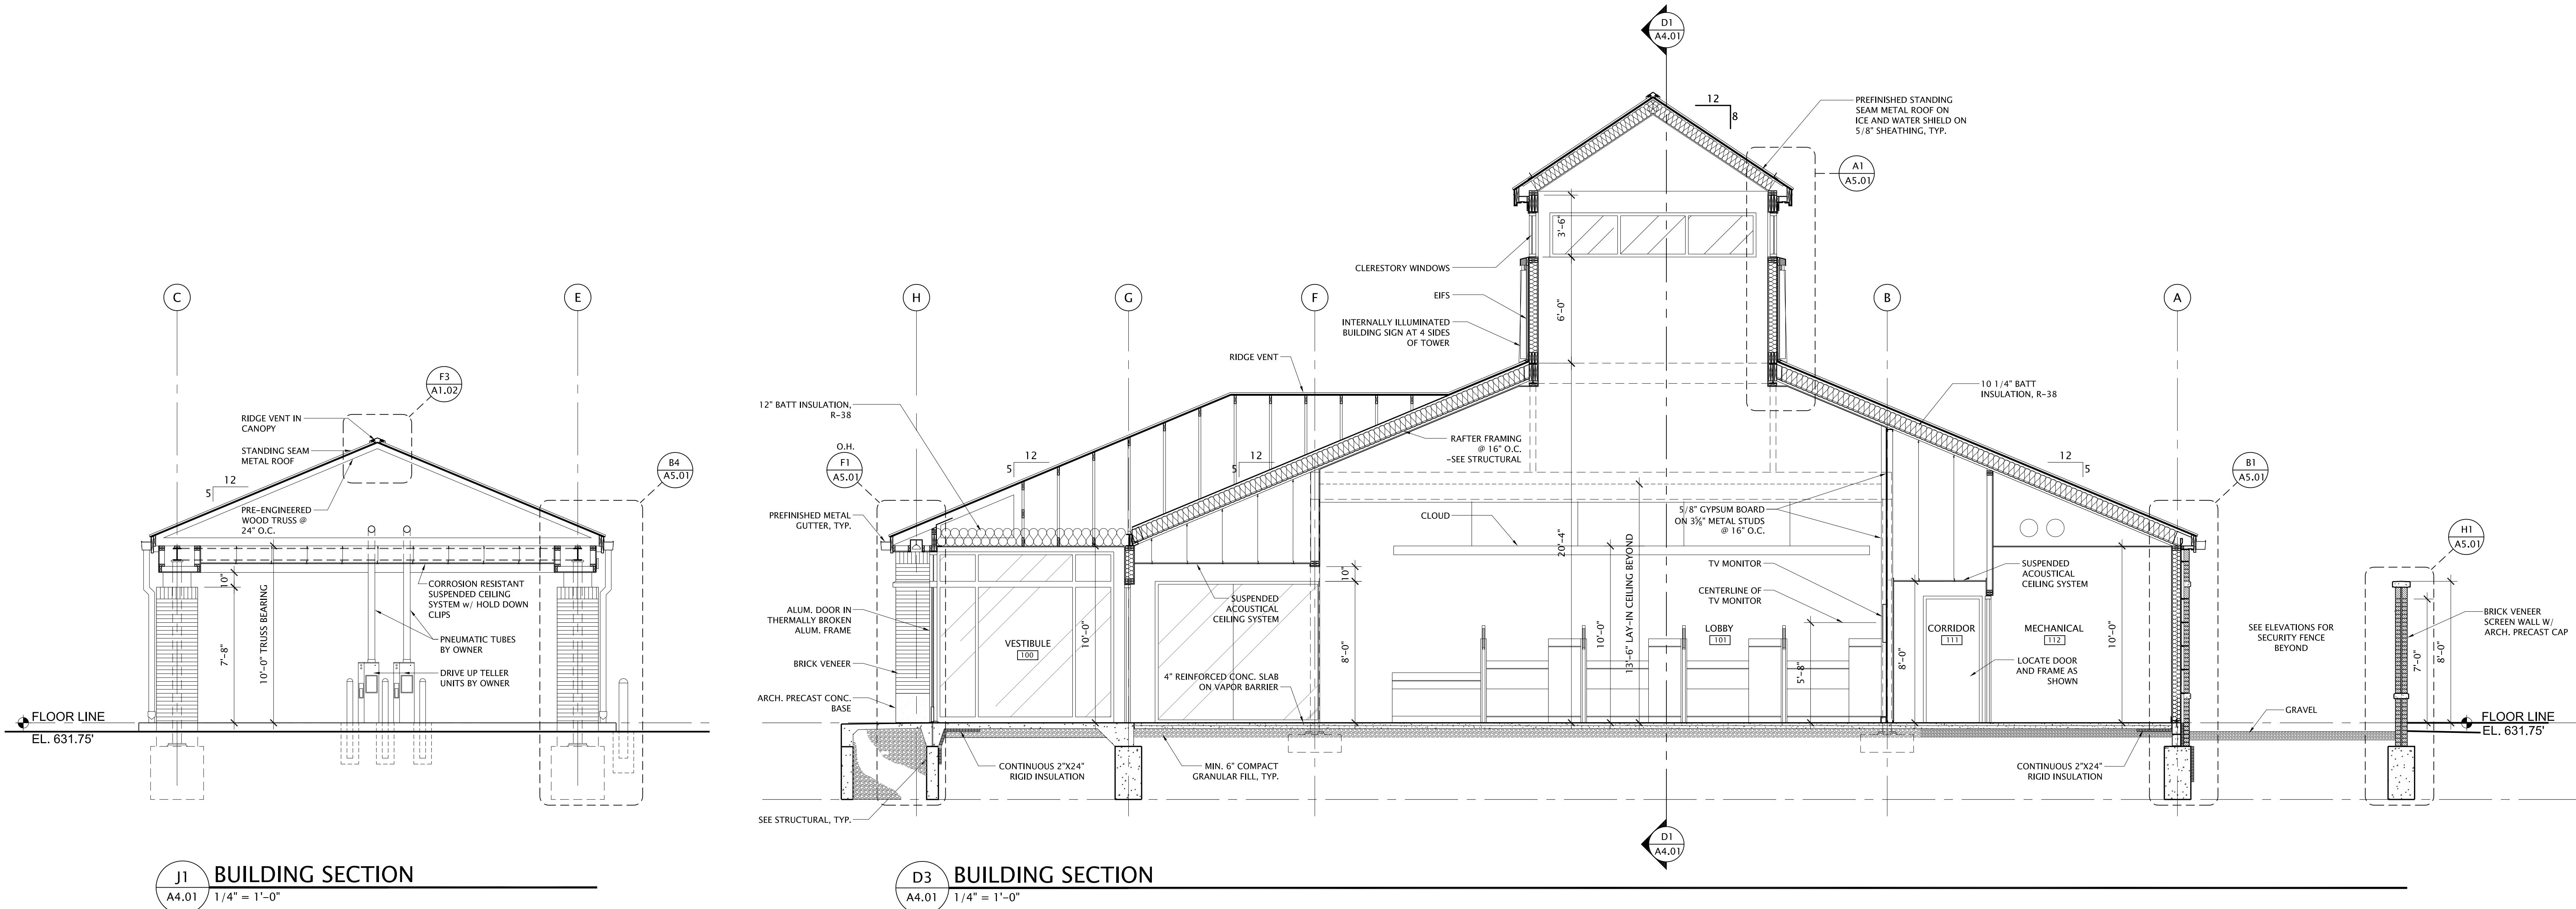 C
E
F3
A1.02
RIDGE VENT IN
CANOPY
STANDING SEAM
METAL ROOF
12
5
PRE-ENGINEERED
WOOD TRUSS @
24" O.C.
B4
A5.01
10"
7'-8"
10'-0" TRUSS BEARING
CORROSION RESISTANT
SUSPENDED CEILING
SYSTEM w/ HOLD DOWN
CLIPS
PNEUMATIC TUBES
BY OWNER
DRIVE UP TELLER
UNITS BY OWNER
FLOOR LINE
EL. 631.75'
J1
A4.01
BUILDING SECTION
1/4" = 1'-0"
D1
A4.01
12
8
PREFINISHED STANDING
SEAM METAL ROOF ON
ICE AND WATER SHIELD ON
5/8" SHEATHING, TYP.
A1
A5.01
3'-6"
CLERESTORY WINDOWS
EIFS
INTERNALLY ILLUMINATED
BUILDING SIGN AT 4 SIDES
OF TOWER
6'-0"
H
G
F
B
A
RIDGE VENT
12" BATT INSULATION,
R-38
10 1/4" BATT
INSULATION, R-38
O.H.
F1
A5.01
12
5
12
5
RAFTER FRAMING
@ 16" O.C.
-SEE STRUCTURAL
12
5
B1
A5.01
PREFINISHED METAL
GUTTER, TYP.
CLOUD
5/8" GYPSUM BOARD
ON 3⅝" METAL STUDS
@ 16" O.C.
20'-4"
13'-6" LAY-IN CEILING BEYOND
H1
A5.01
TV MONITOR
CENTERLINE OF
TV MONITOR
SUSPENDED
ACOUSTICAL
CEILING SYSTEM
10"
SUSPENDED
ACOUSTICAL
CEILING SYSTEM
ALUM. DOOR IN
THERMALLY BROKEN
ALUM. FRAME
VESTIBULE
100
10'-0"
8'-0"
10'-0"
LOBBY
101
5'-8"
8'-0"
CORRIDOR
111
MECHANICAL
112
10'-0"
LOCATE DOOR
AND FRAME AS
SHOWN
SEE ELEVATIONS FOR
SECURITY FENCE
BEYOND
7'-0"
8'-0"
BRICK VENEER
SCREEN WALL W/
ARCH. PRECAST CAP
BRICK VENEER
ARCH. PRECAST CONC.
BASE
4" REINFORCED CONC. SLAB
ON VAPOR BARRIER
GRAVEL
FLOOR LINE
EL. 631.75'
CONTINUOUS 2"X24"
RIGID INSULATION
MIN. 6" COMPACT
GRANULAR FILL, TYP.
CONTINUOUS 2"X24"
RIGID INSULATION
SEE STRUCTURAL, TYP.
D1
A4.01
D3
A4.01
BUILDING SECTION
1/4" = 1'-0"